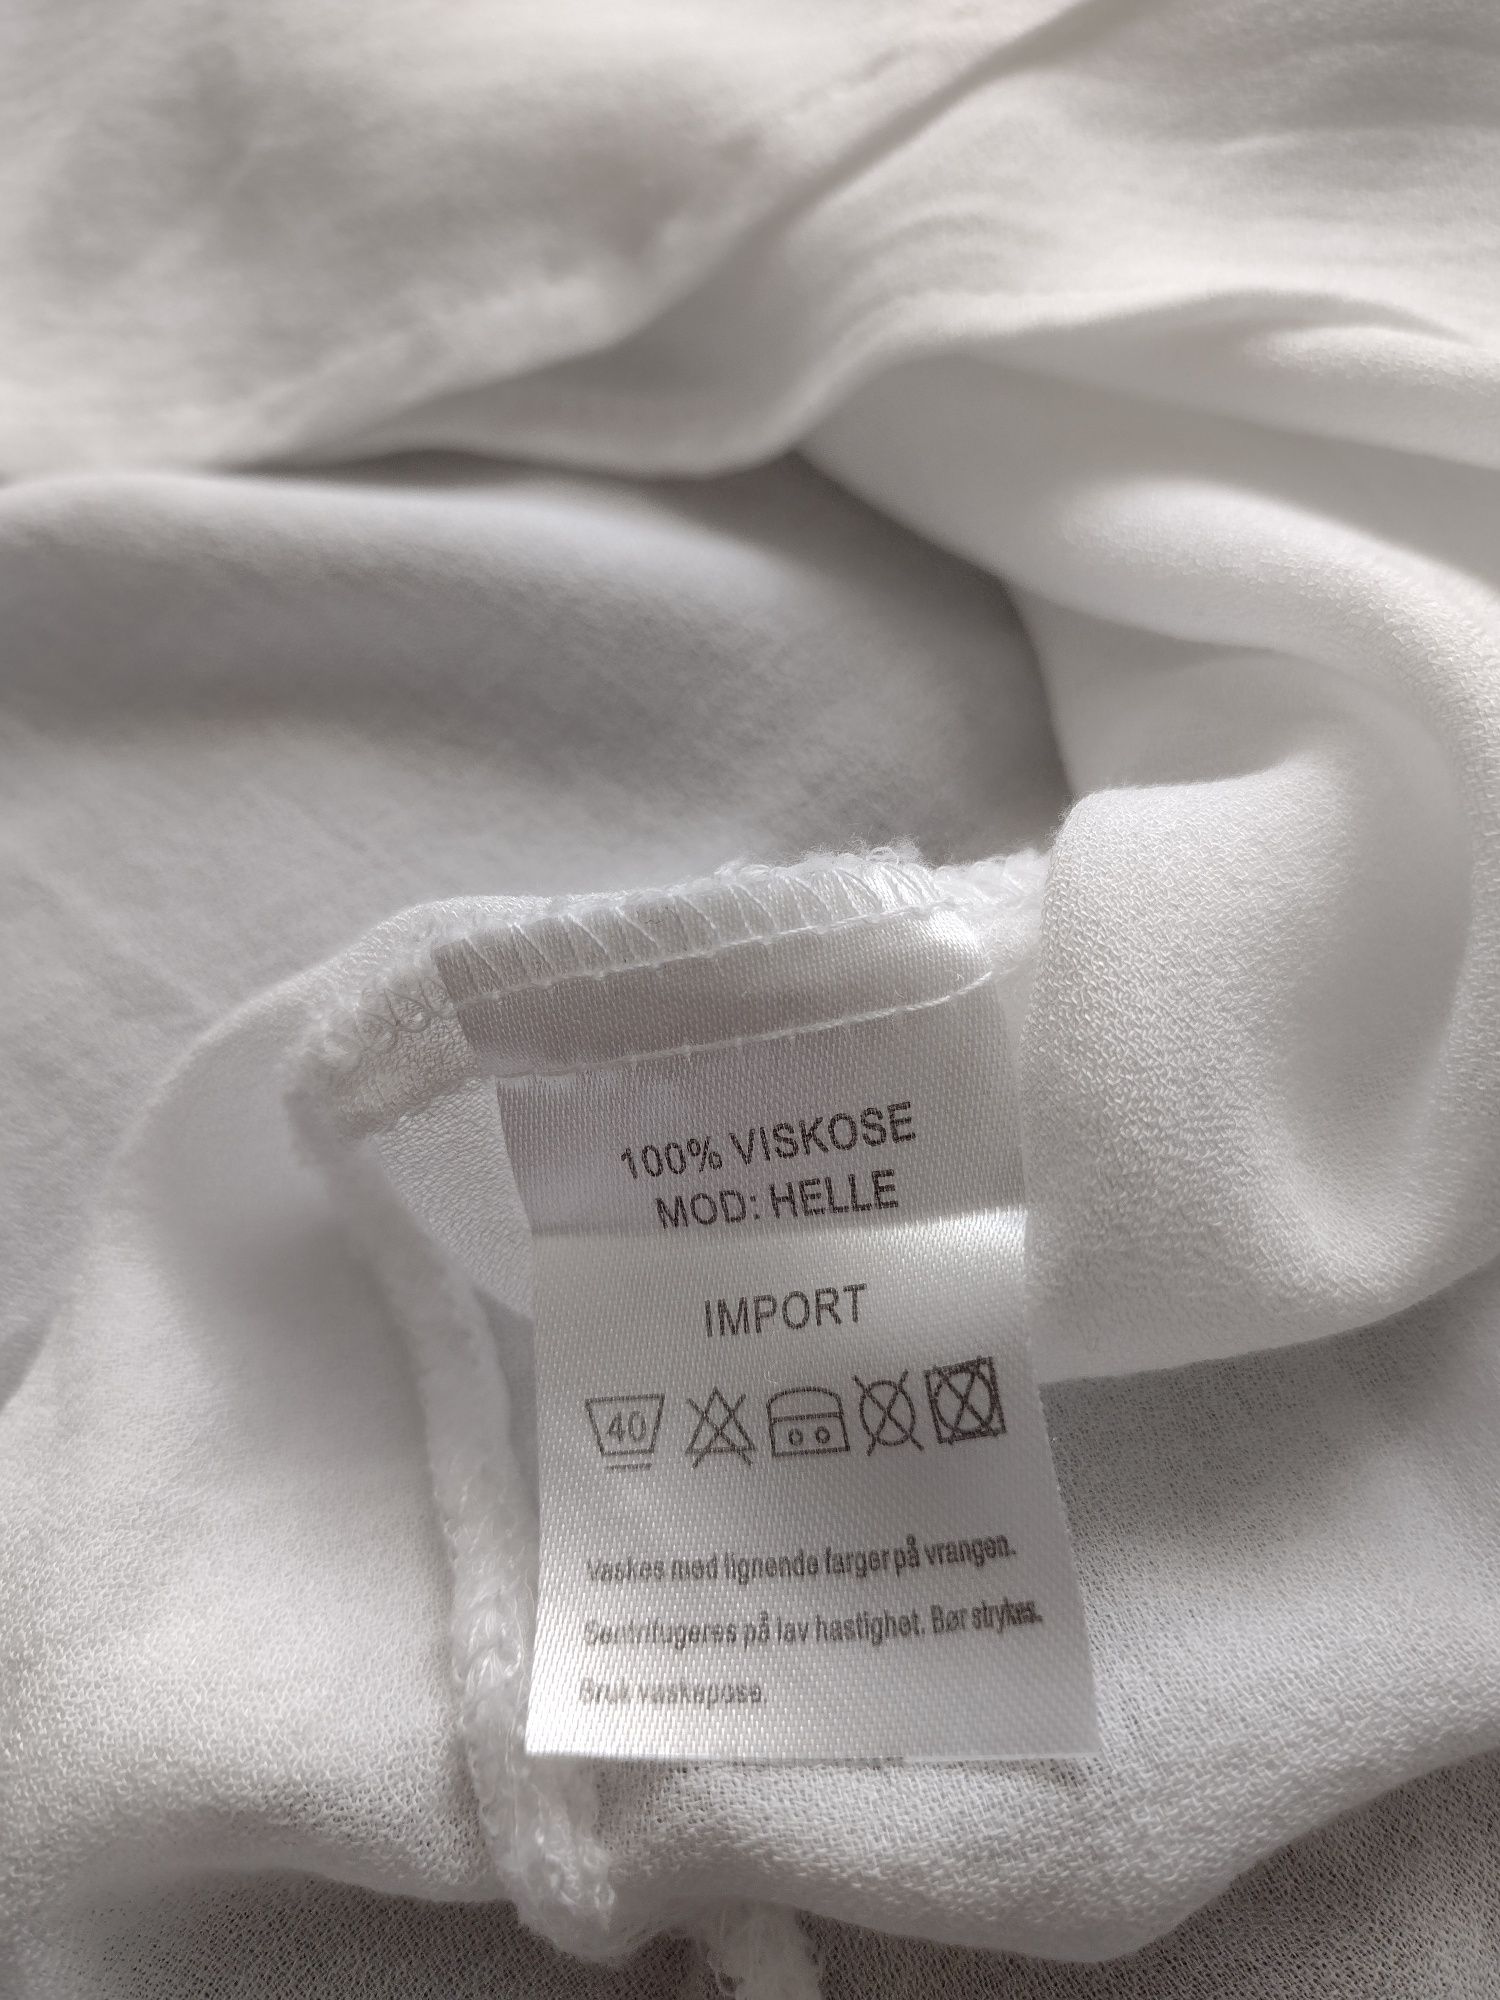 100% VISKOSE
MOD: HELLE
IMPORT
40
Vaskes med lignende farger på vrangen.
Sentrifugeres på lav hastighet. Bør strykes.
Bruk vaskepose.